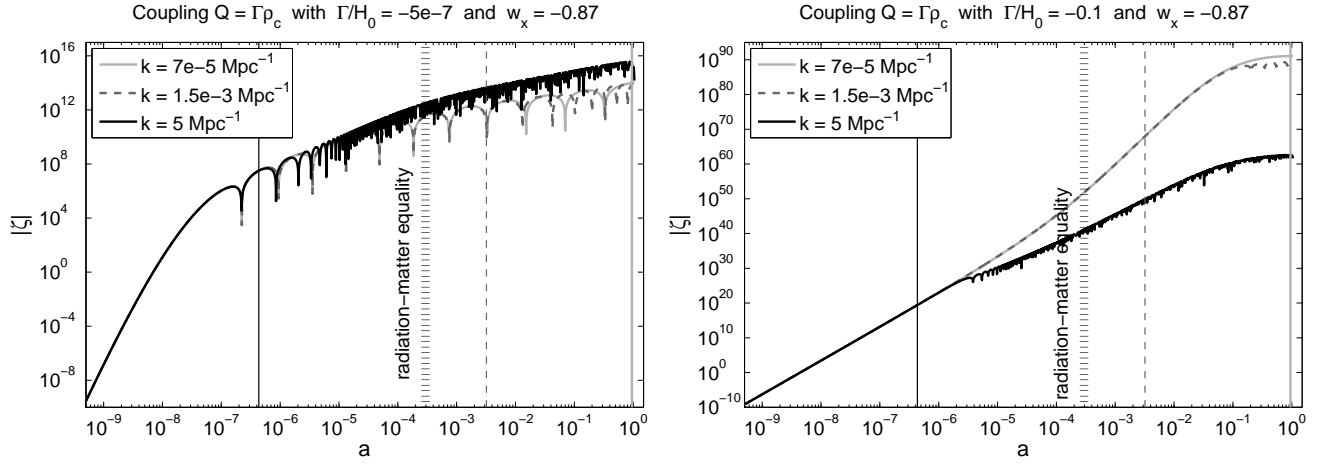 Coupling Q = Γρ_c with Γ/H_0 = −5e−7 and w_x = −0.87
|ζ|
10^16
10^12
10^8
10^4
10^0
10^−4
10^−8
k = 7e−5 Mpc^−1
k = 1.5e−3 Mpc^−1
k = 5 Mpc^−1
radiation−matter equality
10^−9 10^−8 10^−7 10^−6 10^−5 10^−4 10^−3 10^−2 10^−1 10^0
a
Coupling Q = Γρ_c with Γ/H_0 = −0.1 and w_x = −0.87
|ζ|
10^90
10^80
10^70
10^60
10^50
10^40
10^30
10^20
10^10
10^0
10^−10
k = 7e−5 Mpc^−1
k = 1.5e−3 Mpc^−1
k = 5 Mpc^−1
radiation−matter equality
10^−9 10^−8 10^−7 10^−6 10^−5 10^−4 10^−3 10^−2 10^−1 10^0
a